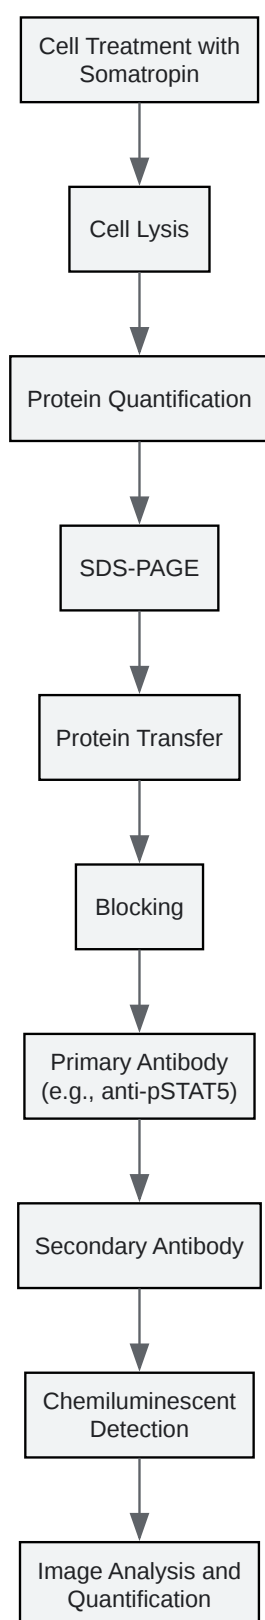 Cell Treatment with
Somatropin
Cell Lysis
Protein Quantification
SDS-PAGE
Protein Transfer
Blocking
Primary Antibody
(e.g., anti-pSTAT5)
Secondary Antibody
Chemiluminescent
Detection
Image Analysis and
Quantification